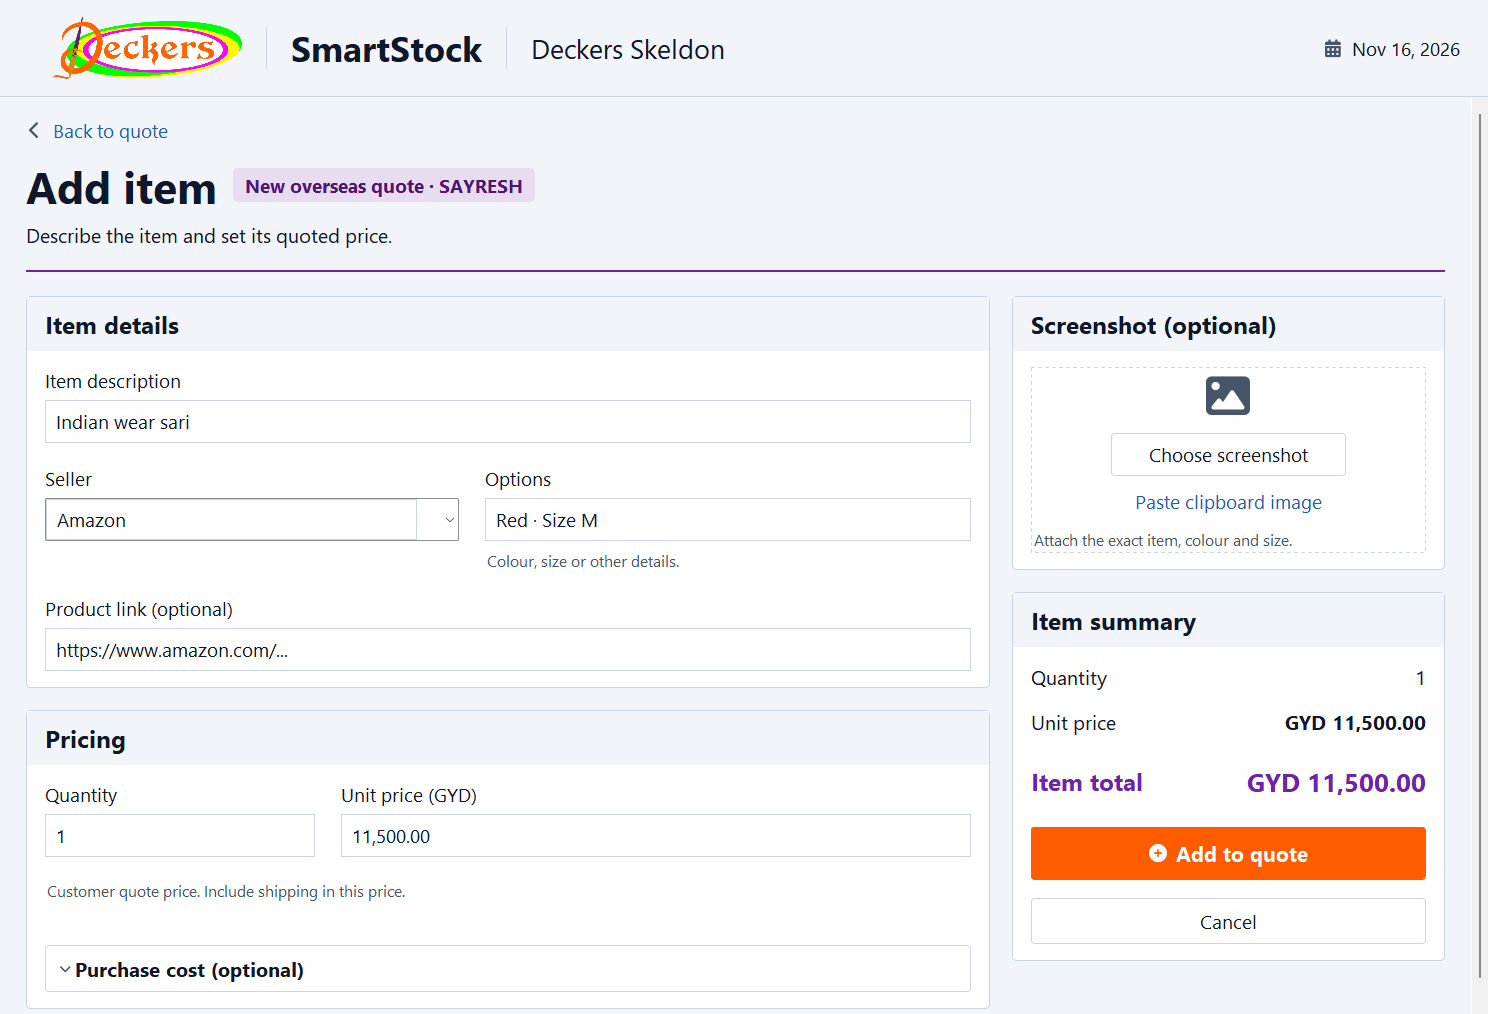 Deckers
SmartStock
Deckers Skeldon
Nov 16, 2026
Back to quote
Add item
New overseas quote · SAYRESH
Describe the item and set its quoted price.
Item details
Item description
Indian wear sari
Seller
Options
Amazon
Red · Size M
Colour, size or other details.
Product link (optional)
https://www.amazon.com/...
Pricing
Quantity
Unit price (GYD)
1
11,500.00
Customer quote price. Include shipping in this price.
Purchase cost (optional)
Screenshot (optional)
Choose screenshot
Paste clipboard image
Attach the exact item, colour and size.
Item summary
Quantity 1
Unit price GYD 11,500.00
Item total GYD 11,500.00
Add to quote
Cancel